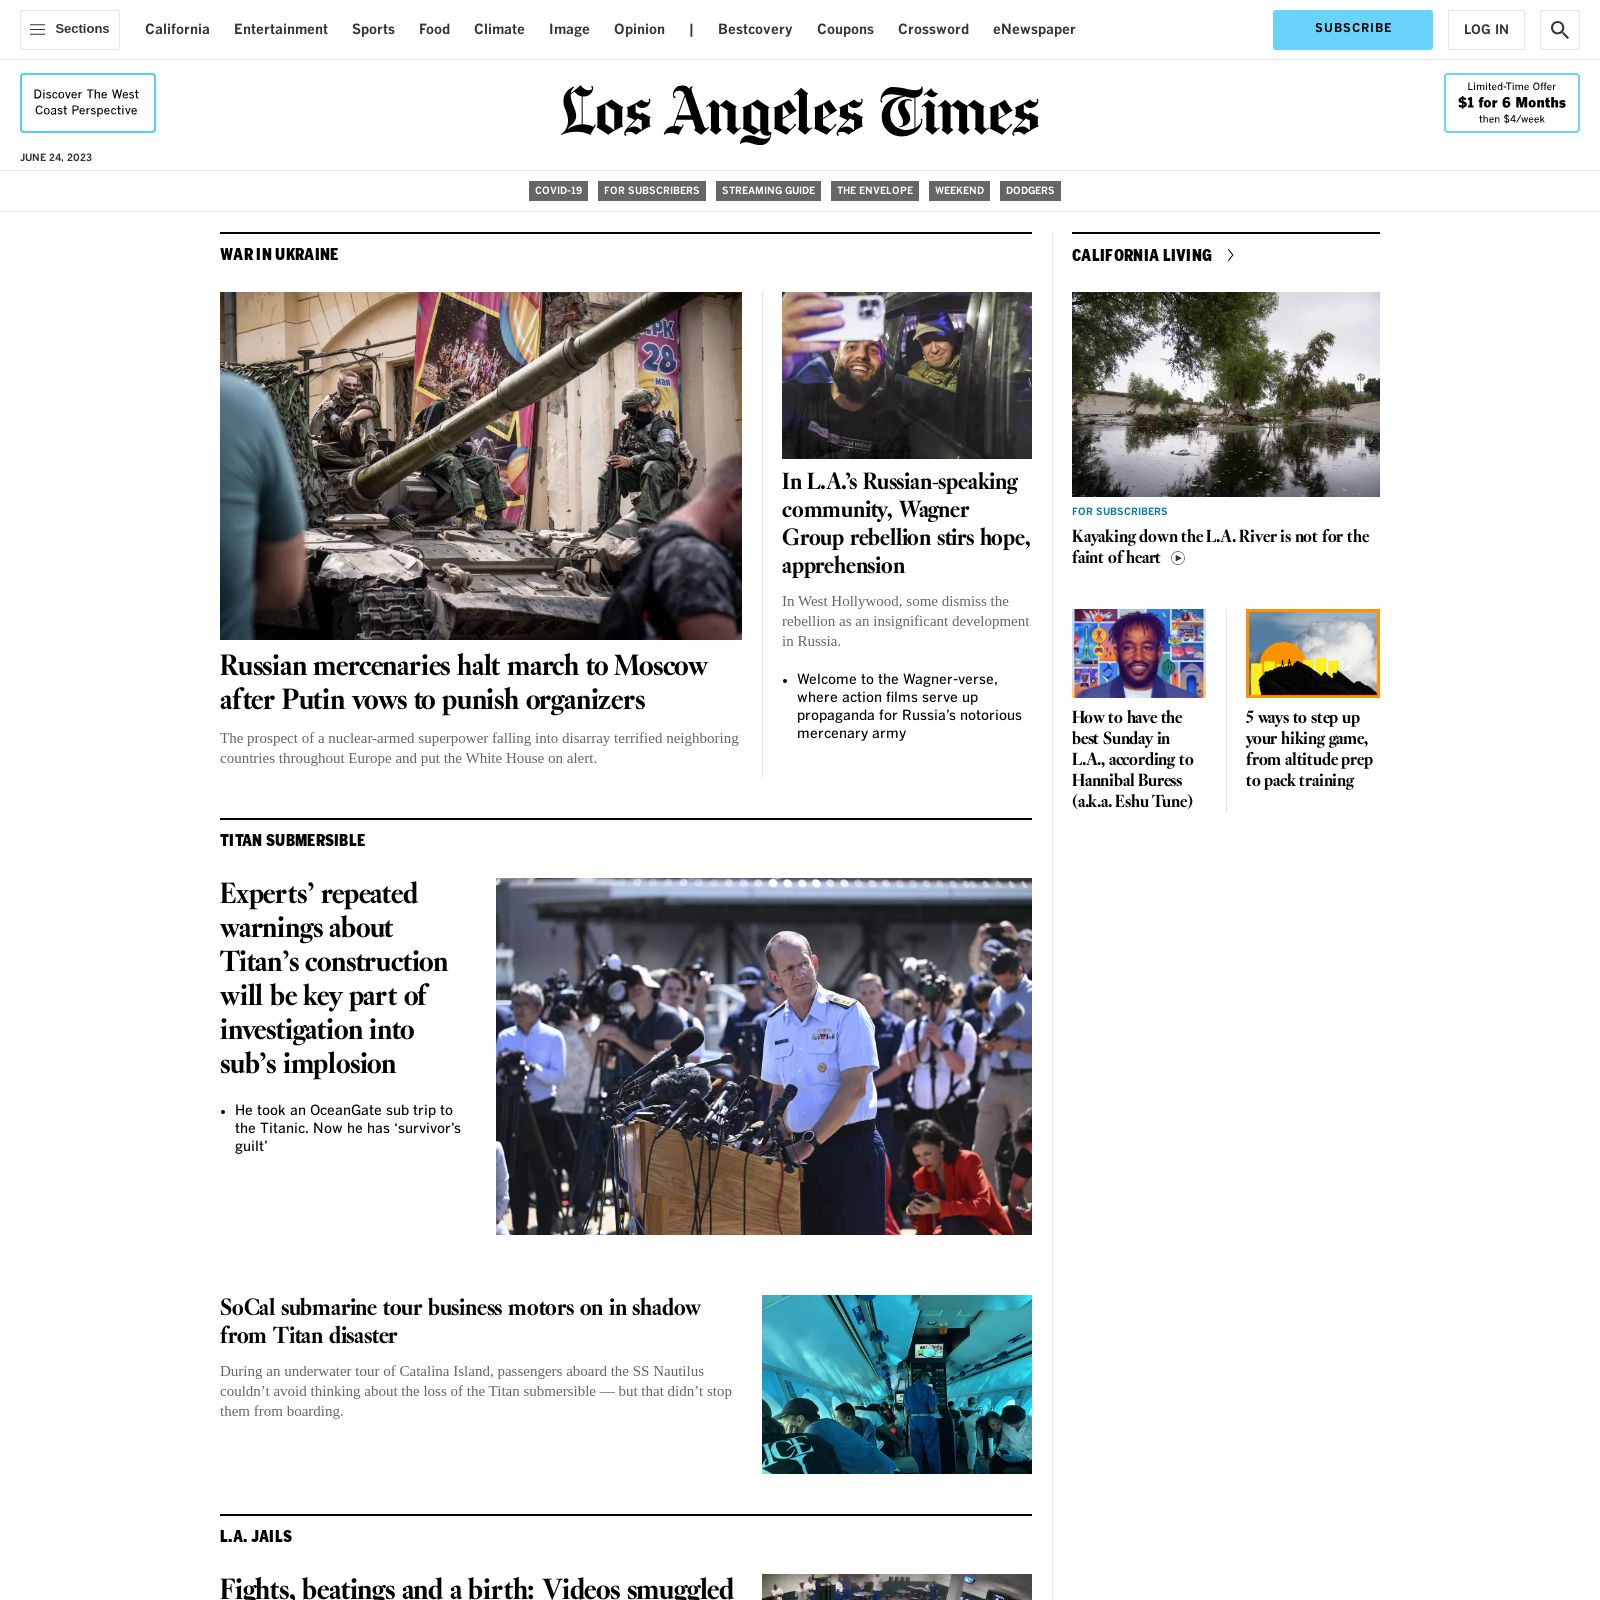 Sections
California
Entertainment
Sports
Food
Climate
Image
Opinion
|
Bestcovery
Coupons
Crossword
eNewspaper
SUBSCRIBE
LOG IN
Discover The West
Coast Perspective
Los Angeles Times
Limited-Time Offer
$1 for 6 Months
then $4/week
JUNE 24, 2023
COVID-19
FOR SUBSCRIBERS
STREAMING GUIDE
THE ENVELOPE
WEEKEND
DODGERS
WAR IN UKRAINE
28
МАЯ
Russian mercenaries halt march to Moscow
after Putin vows to punish organizers
The prospect of a nuclear-armed superpower falling into disarray terrified neighboring
countries throughout Europe and put the White House on alert.
In L.A.’s Russian-speaking
community, Wagner
Group rebellion stirs hope,
apprehension
In West Hollywood, some dismiss the
rebellion as an insignificant development
in Russia.
• Welcome to the Wagner-verse,
where action films serve up
propaganda for Russia’s notorious
mercenary army
CALIFORNIA LIVING
FOR SUBSCRIBERS
Kayaking down the L.A. River is not for the
faint of heart
How to have the
best Sunday in
L.A., according to
Hannibal Buress
(a.k.a. Eshu Tune)
5 ways to step up
your hiking game,
from altitude prep
to pack training
TITAN SUBMERSIBLE
Experts’ repeated
warnings about
Titan’s construction
will be key part of
investigation into
sub’s implosion
• He took an OceanGate sub trip to
the Titanic. Now he has ‘survivor’s
guilt’
SoCal submarine tour business motors on in shadow
from Titan disaster
During an underwater tour of Catalina Island, passengers aboard the SS Nautilus
couldn’t avoid thinking about the loss of the Titan submersible — but that didn’t stop
them from boarding.
L.A. JAILS
Fights, beatings and a birth: Videos smuggled